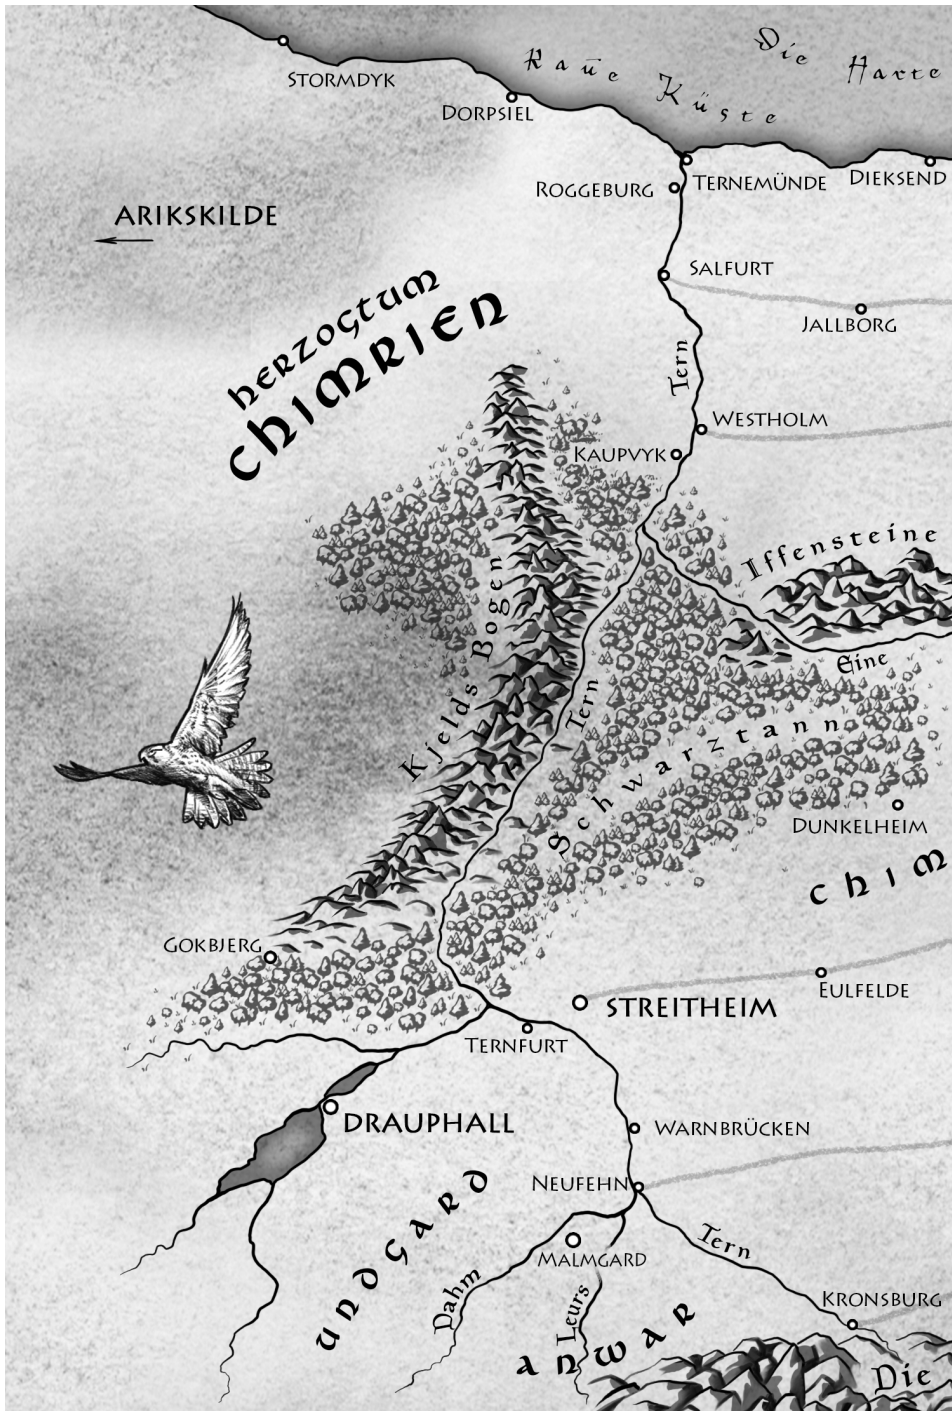 Die Harte
Raue Küste
STORMDYK
DORPSIEL
ROGGEBURG
TERNEMÜNDE
DIEKSEND
ARIKSKILDE
SALFURT
JALLBORG
HERZOGTUM
CHIMRIEN
Tern
WESTHOLM
KAUPVYK
Iffensteine
Kjelds Bogen
Eine
Tern
Schwarztann
DUNKELHEIM
CHIM
GOKBJERG
EULFELDE
STREITHEIM
TERNFURT
DRAUPHALL
WARNBRÜCKEN
NEUFEHN
UNDGARD
Tern
MALMGARD
Dahm
Leurs
KRONSBURG
ANWAR
Die